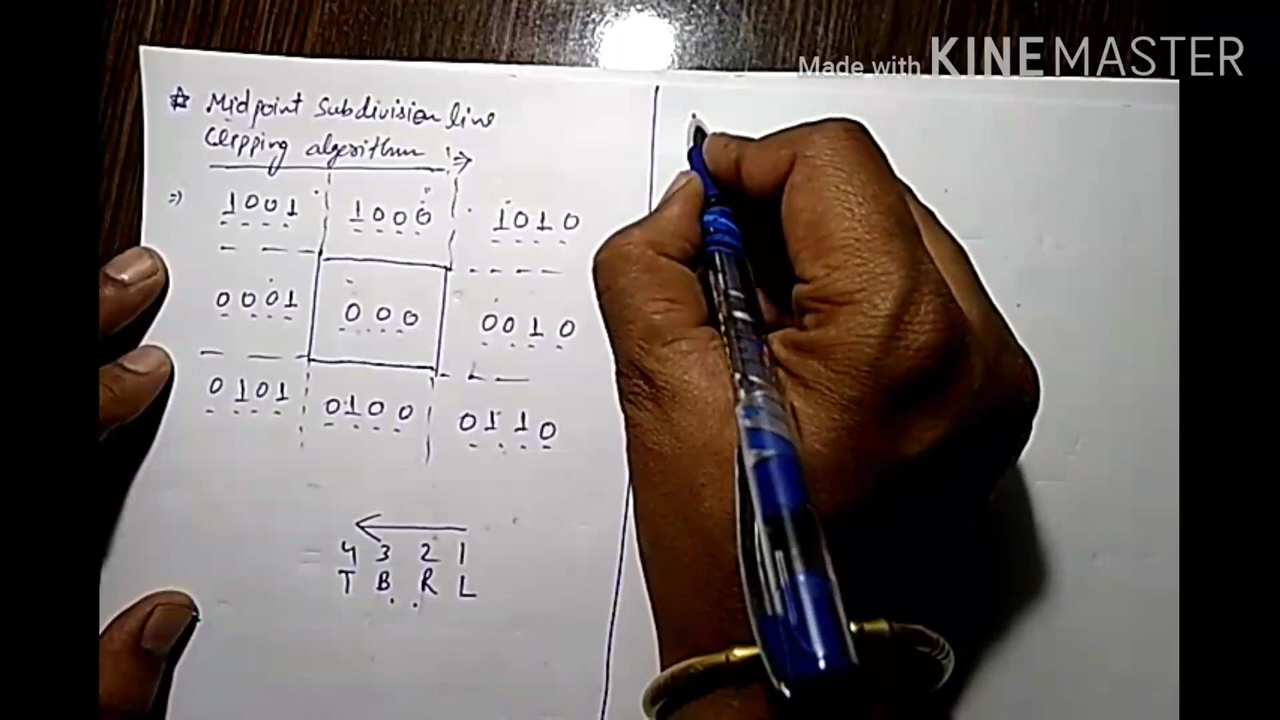 Made with KINEMASTER
☆ Midpoint Subdivision line
Clipping algorithm :⇒
⇒ 1001 1000 1010
0001 000 0010
0101 0100 0110
= 4 3 2 1
T B R L